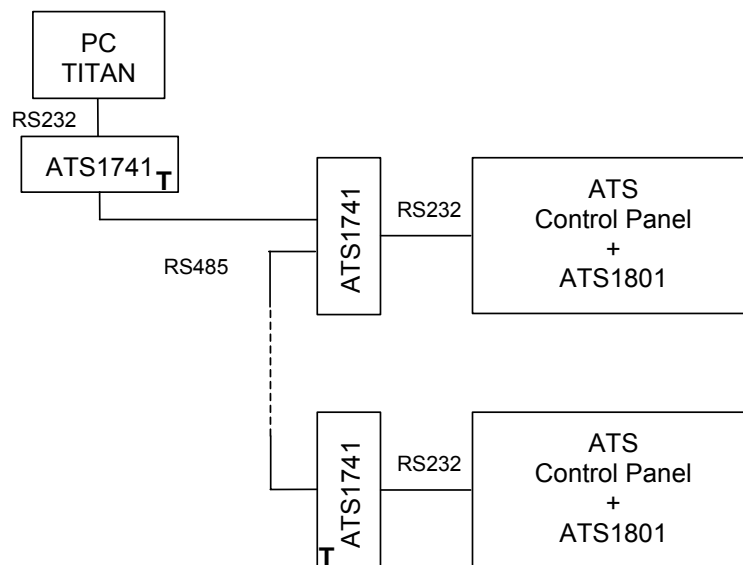 PC
TITAN
RS232
ATS1741
T
ATS1741
RS232
ATS
Control Panel
+
ATS1801
RS485
ATS1741
T
RS232
ATS
Control Panel
+
ATS1801